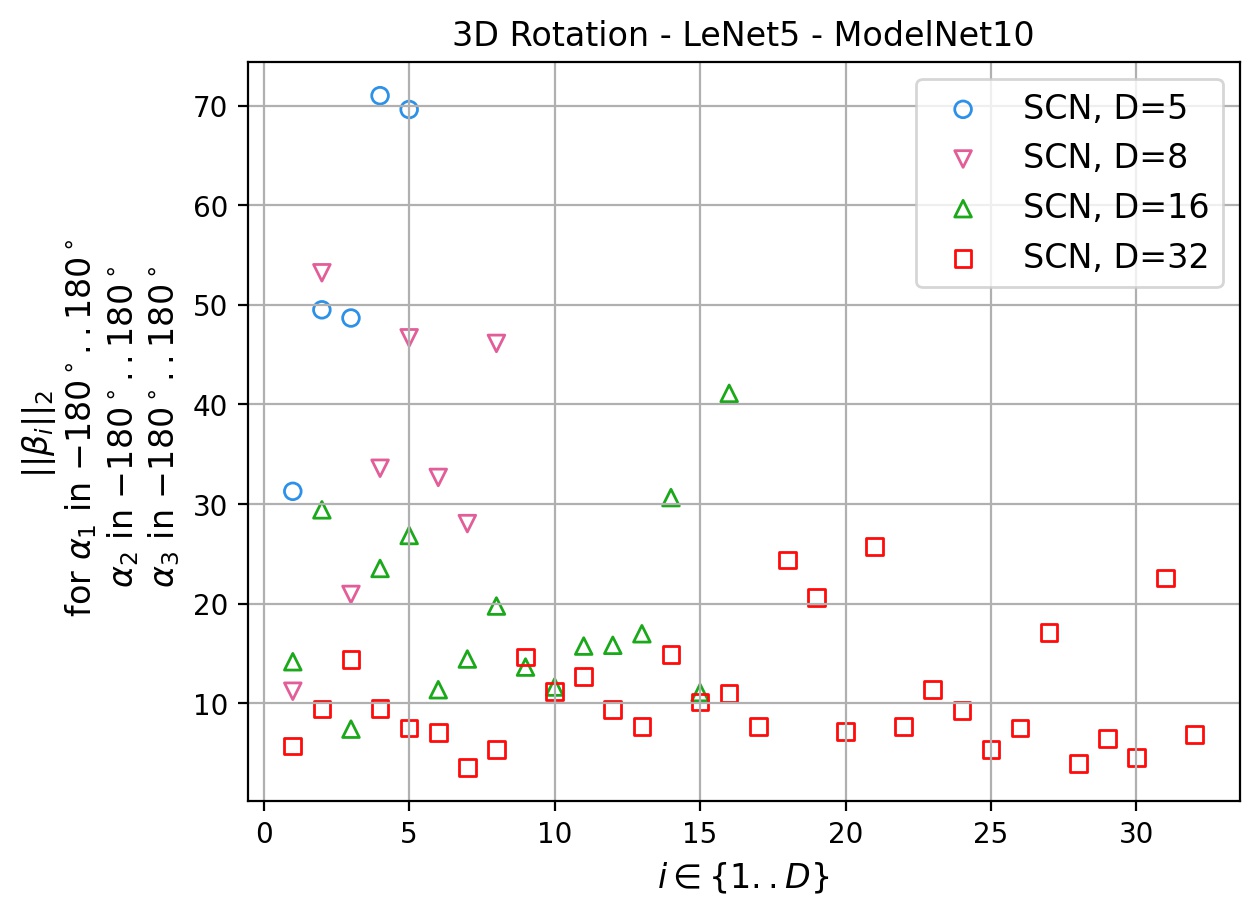 3D Rotation - LeNet5 - ModelNet10
||β_i||_2
for α_1 in −180°..180°
α_2 in −180°..180°
α_3 in −180°..180°
70
60
50
40
30
20
10
SCN, D=5
SCN, D=8
SCN, D=16
SCN, D=32
0 5 10 15 20 25 30
i ∈ {1..D}